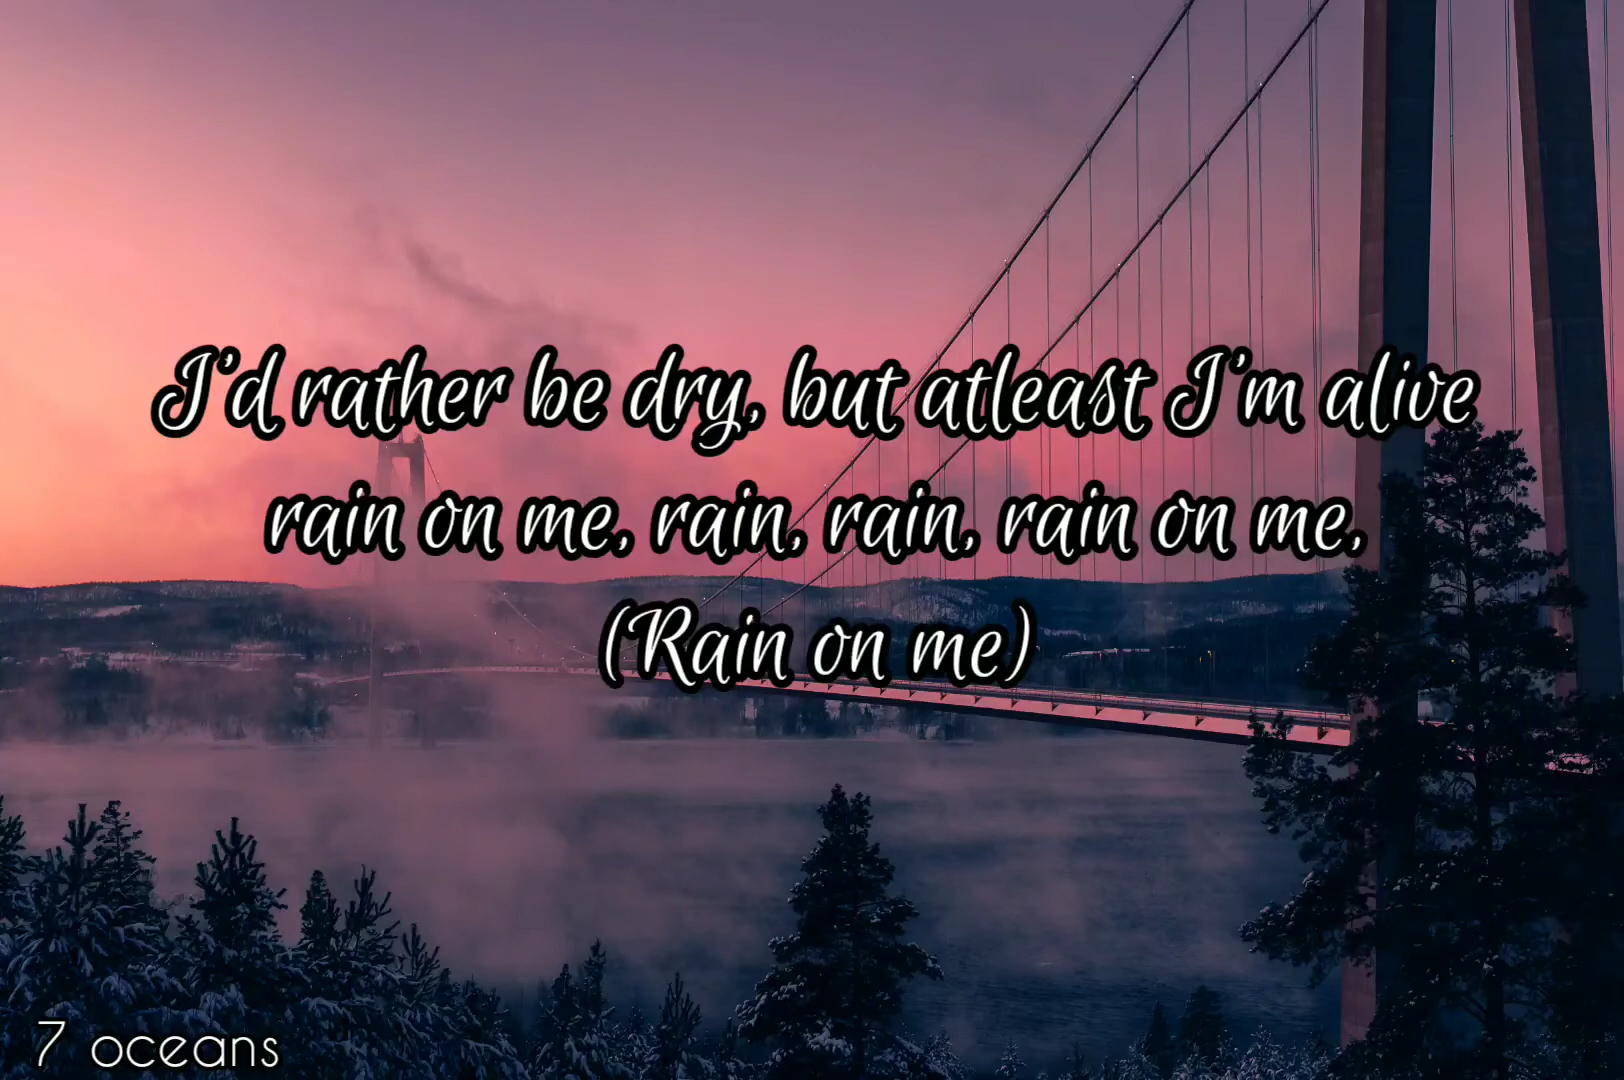 I'd rather be dry, but atleast I'm alive
rain on me, rain, rain, rain on me,
(Rain on me)
7 oceans